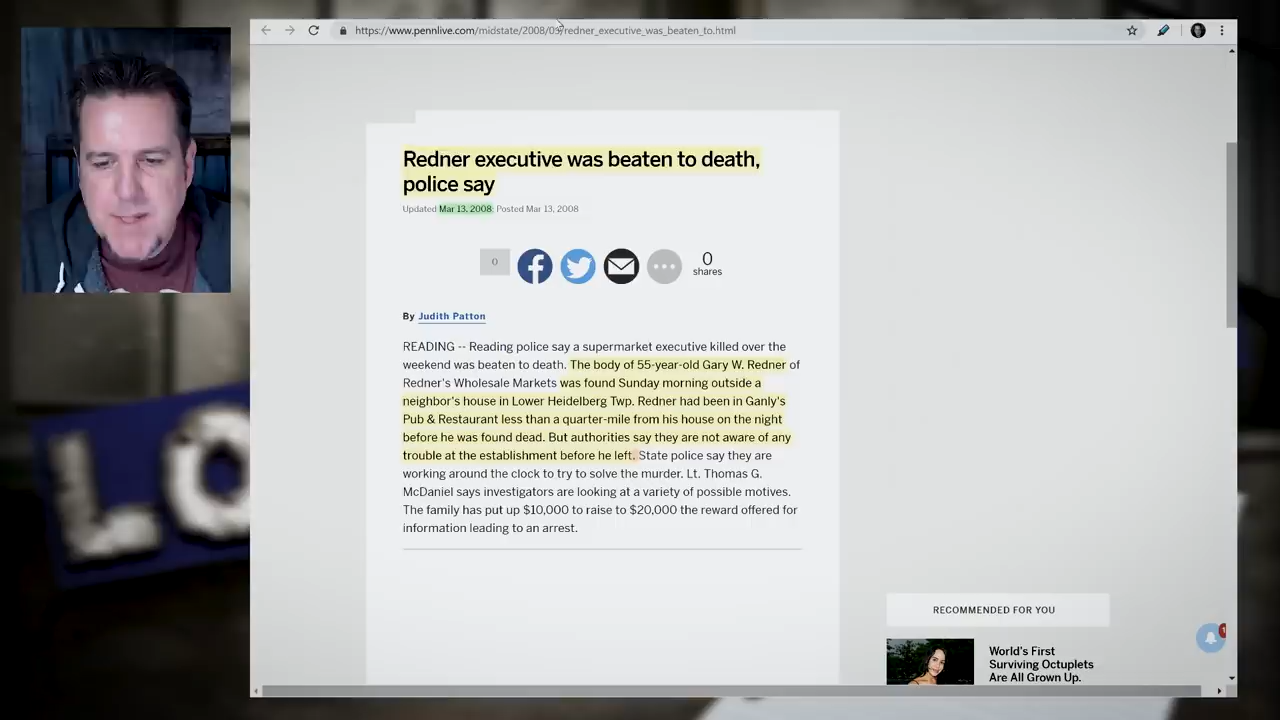 https://www.pennlive.com/midstate/2008/03/redner_executive_was_beaten_to.html
Redner executive was beaten to death,
police say
Updated Mar 13, 2008; Posted Mar 13, 2008
0
0
shares
By Judith Patton
READING -- Reading police say a supermarket executive killed over the
weekend was beaten to death. The body of 55-year-old Gary W. Redner of
Redner's Wholesale Markets was found Sunday morning outside a
neighbor's house in Lower Heidelberg Twp. Redner had been in Ganly's
Pub & Restaurant less than a quarter-mile from his house on the night
before he was found dead. But authorities say they are not aware of any
trouble at the establishment before he left. State police say they are
working around the clock to try to solve the murder. Lt. Thomas G.
McDaniel says investigators are looking at a variety of possible motives.
The family has put up $10,000 to raise to $20,000 the reward offered for
information leading to an arrest.
RECOMMENDED FOR YOU
1
World's First
Surviving Octuplets
Are All Grown Up.
LO